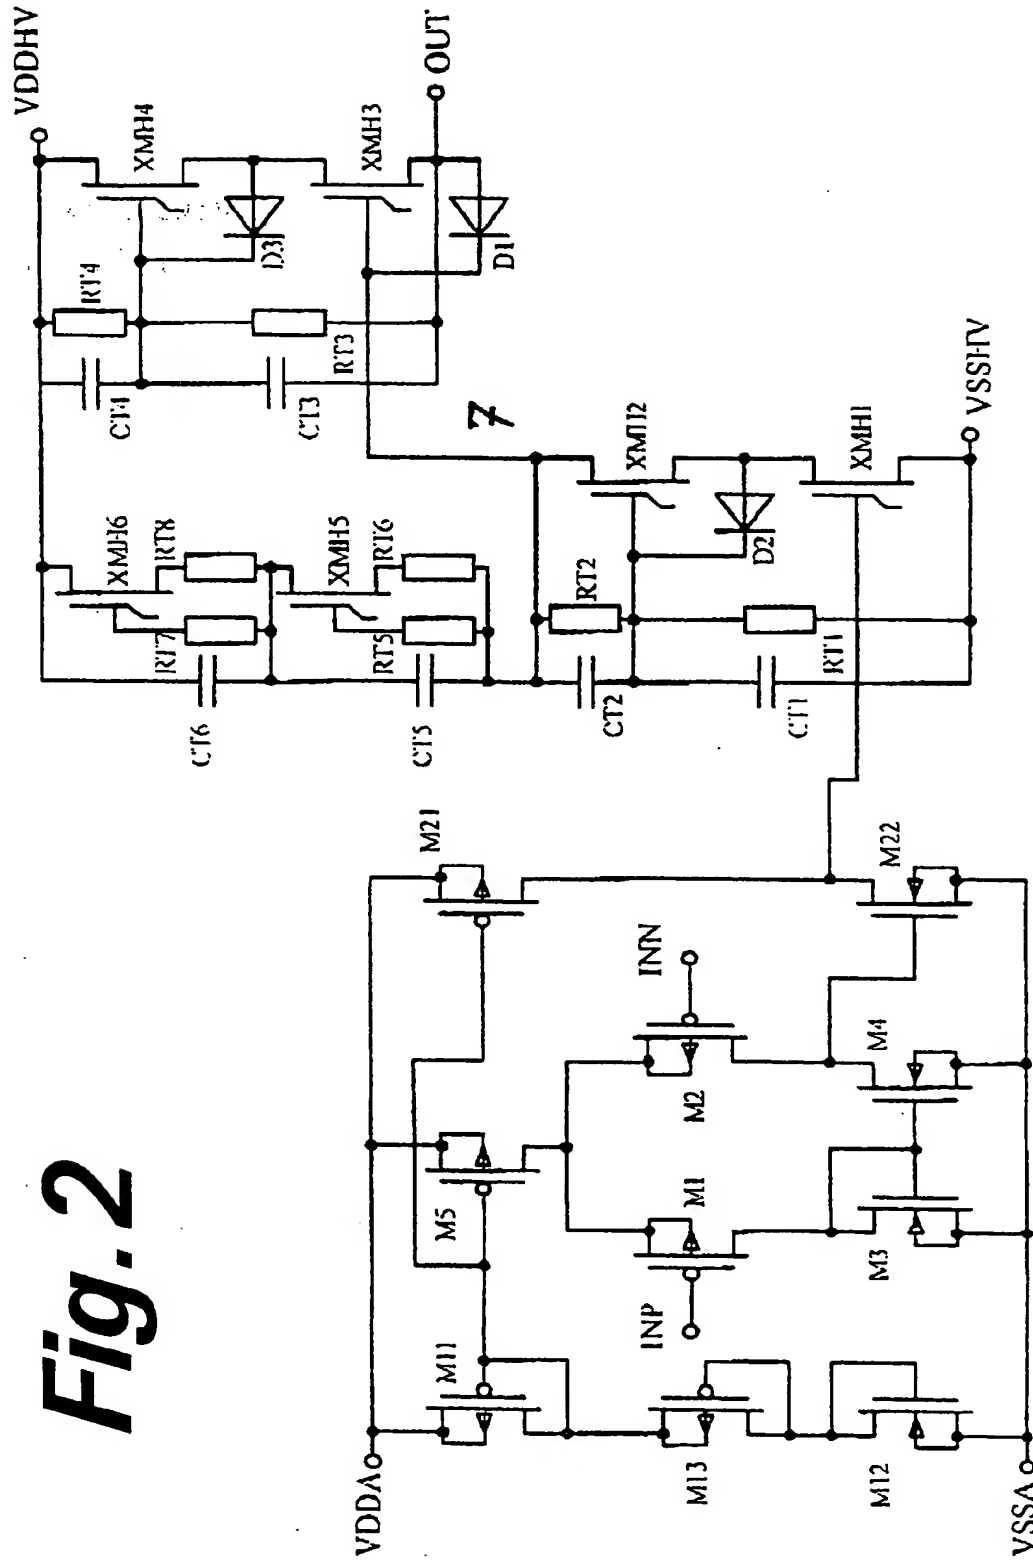 Fig. 2
VDDA
VSSA
M11
M13
M12
M5
INP
M1
M3
M2
INN
M4
M21
M22
CT6
RT7
XMH6
RT8
CT5
RT5
XMH5
RT6
CT2
RT2
XMH2
D2
CT1
RT1
XMH1
VSSHV
7
CT4
RT4
XMH4
D3
CT3
RT3
XMH3
D1
VDDHV
OUT